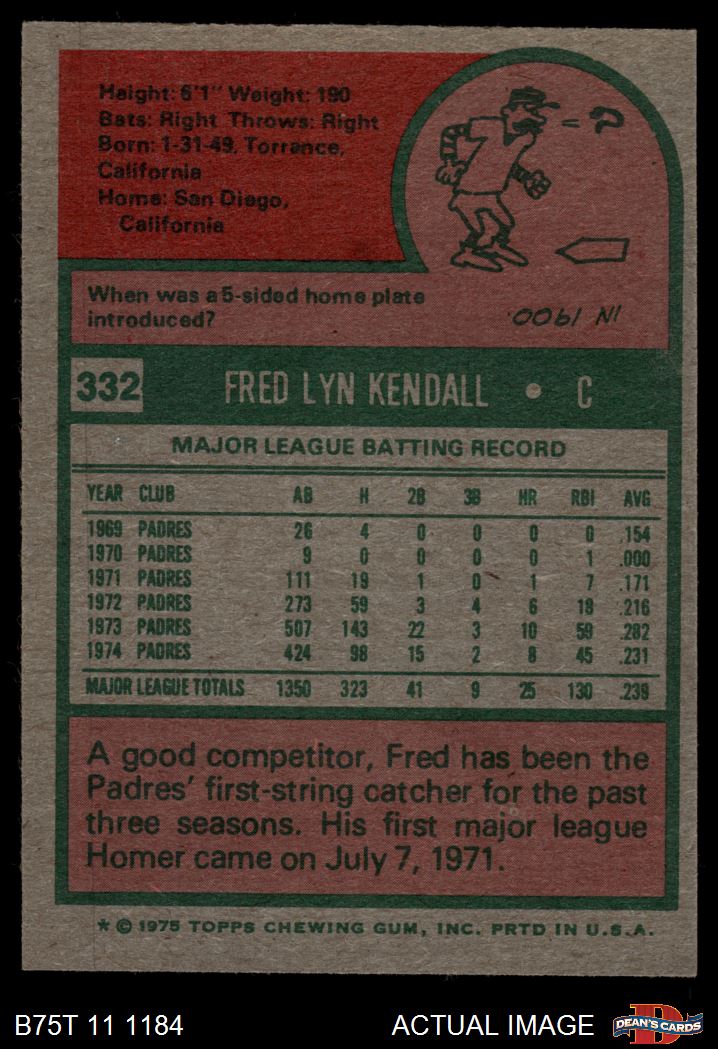 Height: 6'1" Weight: 190
Bats: Right Throws: Right
Born: 1-31-49, Torrance,
California
Home: San Diego,
California
= ?
When was a 5-sided home plate
introduced?
IN 1900.
332 FRED LYN KENDALL • C
MAJOR LEAGUE BATTING RECORD
YEAR CLUB AB H 2B 3B HR RBI AVG
1969 PADRES 26 4 0 0 0 0 .154
1970 PADRES 9 0 0 0 0 1 .000
1971 PADRES 111 19 1 0 1 7 .171
1972 PADRES 273 59 3 4 6 18 .216
1973 PADRES 507 143 22 3 10 59 .282
1974 PADRES 424 98 15 2 8 45 .231
MAJOR LEAGUE TOTALS 1350 323 41 9 25 130 .239
A good competitor, Fred has been the
Padres' first-string catcher for the past
three seasons. His first major league
Homer came on July 7, 1971.
* © 1975 TOPPS CHEWING GUM, INC. PRTD IN U.S.A.
B75T 11 1184 ACTUAL IMAGE DEAN'S CARDS